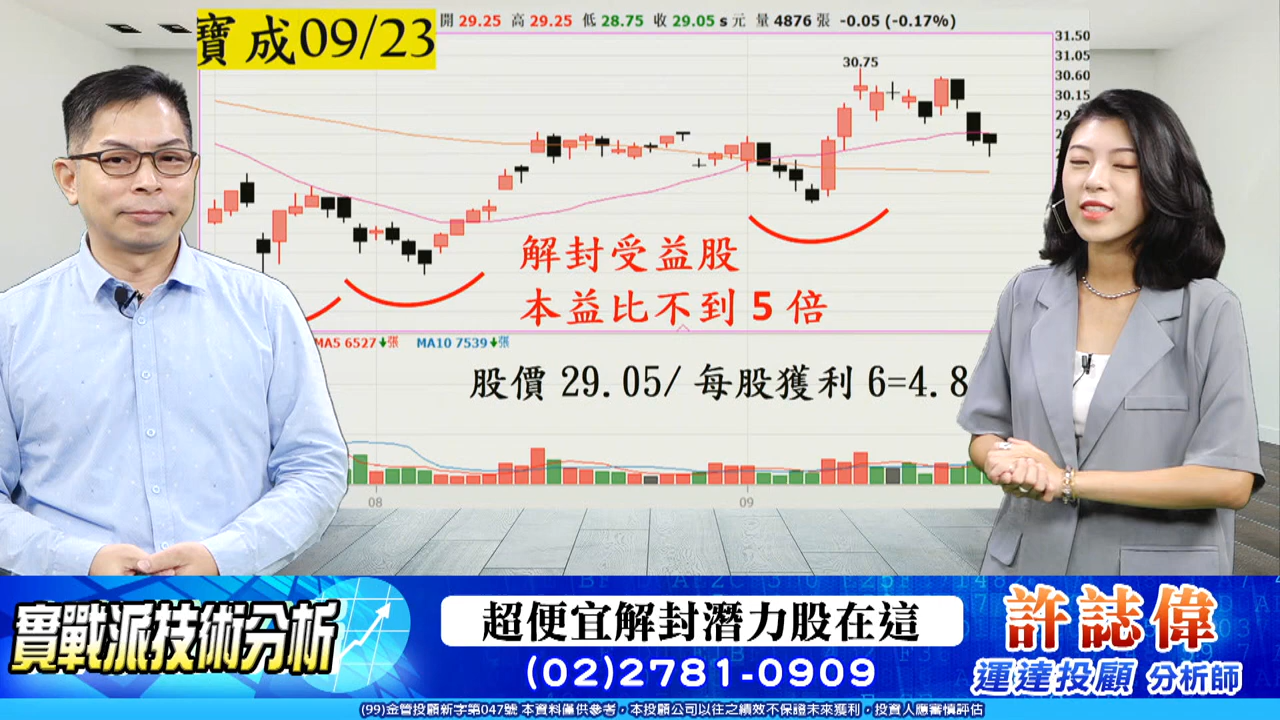 寶成09/23
開 29.25 高 29.25 低 28.75 收 29.05 s 元 量 4876 張 -0.05 (-0.17%)
31.50
31.05
30.60
30.15
30.75
解封受益股
本益比不到 5 倍
MA5 6527↓張 MA10 7539↓張
股價 29.05/ 每股獲利 6=4.8
08 09
實戰派技術分析
超便宜解封潛力股在這
(02)2781-0909
許誌偉
運達投顧 分析師
(99)金管投顧新字第047號 本資料僅供參考，本投顧公司以往之績效不保證未來獲利，投資人應審慎評估